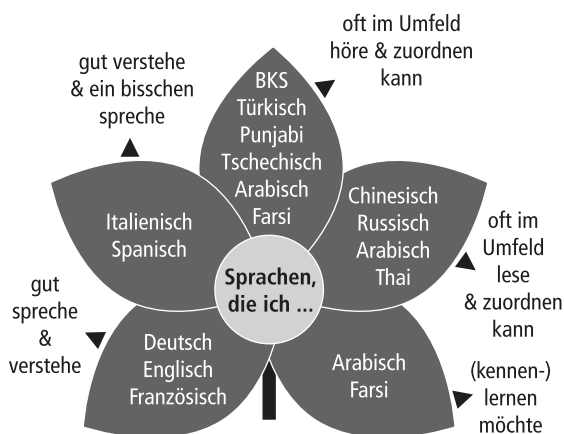 oft im Umfeld
höre & zuordnen
kann
gut verstehe
& ein bisschen
spreche
BKS
Türkisch
Punjabi
Tschechisch
Arabisch
Farsi
Italienisch
Spanisch
Chinesisch
Russisch
Arabisch
Thai
oft im
Umfeld
lese
& zuordnen
kann
Sprachen,
die ich ...
gut
spreche
&
verstehe
Deutsch
Englisch
Französisch
Arabisch
Farsi
(kennen-)
lernen
möchte